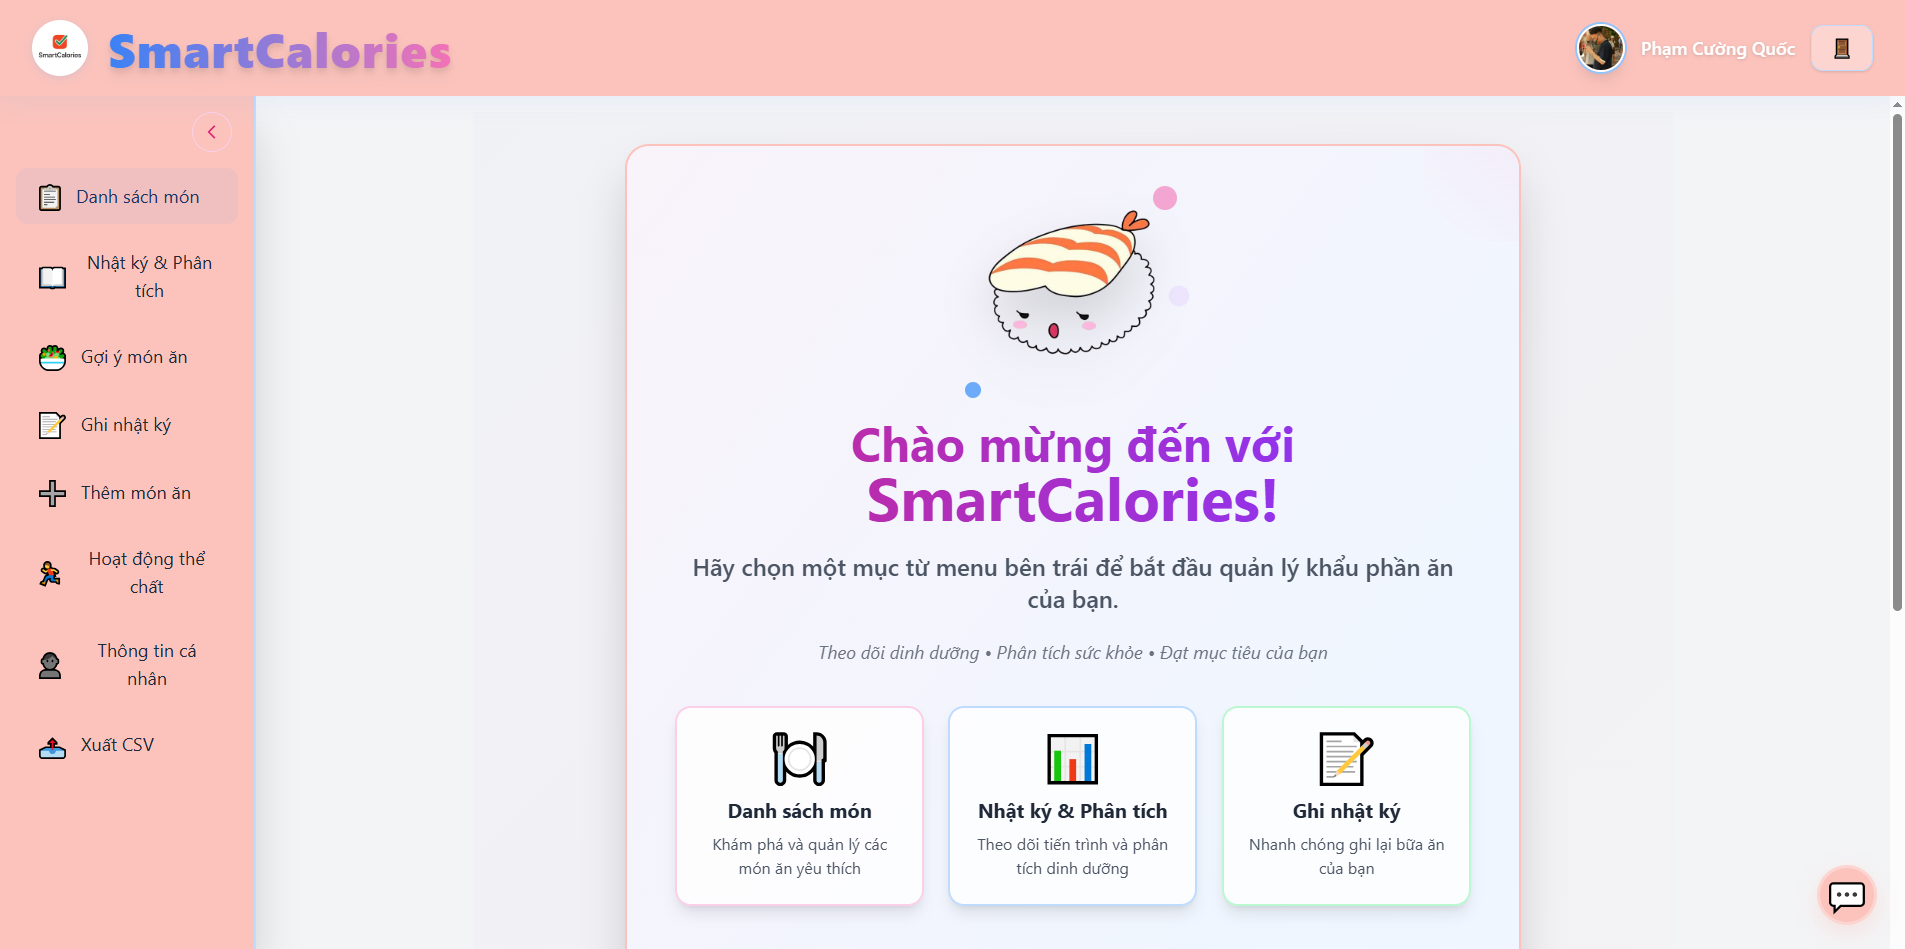 SmartCalories
SmartCalories
Phạm Cường Quốc
Danh sách món
Nhật ký & Phân
tích
Gợi ý món ăn
Ghi nhật ký
Thêm món ăn
Hoạt động thể
chất
Thông tin cá
nhân
Xuất CSV
Chào mừng đến với
SmartCalories!
Hãy chọn một mục từ menu bên trái để bắt đầu quản lý khẩu phần ăn
của bạn.
Theo dõi dinh dưỡng • Phân tích sức khỏe • Đạt mục tiêu của bạn
Danh sách món
Khám phá và quản lý các
món ăn yêu thích
Nhật ký & Phân tích
Theo dõi tiến trình và phân
tích dinh dưỡng
Ghi nhật ký
Nhanh chóng ghi lại bữa ăn
của bạn